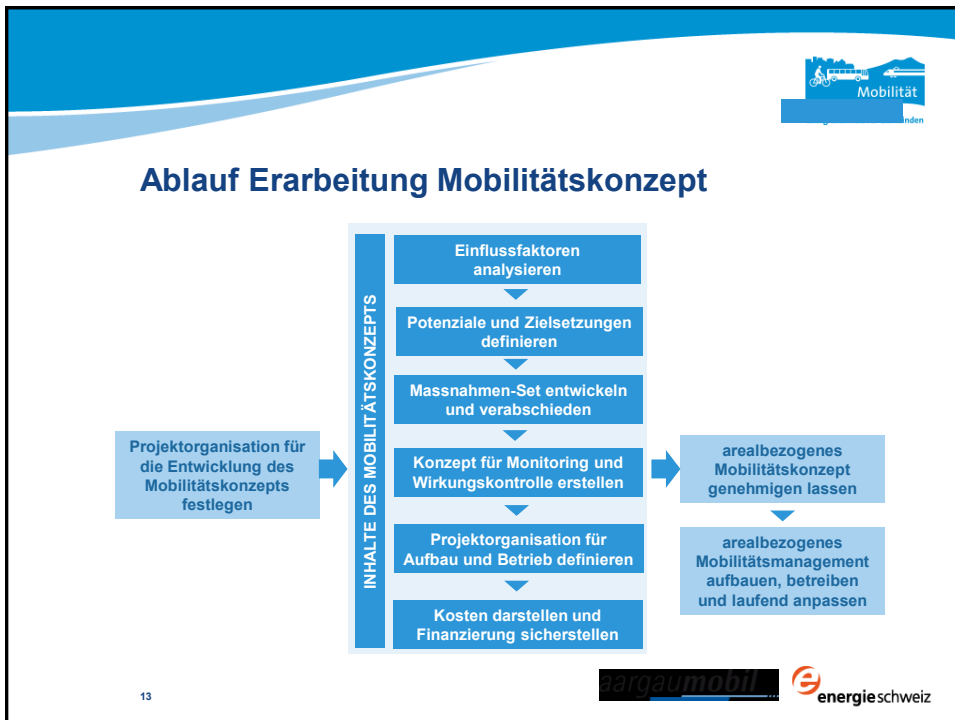 Mobilität
inden
Ablauf Erarbeitung Mobilitätskonzept
Projektorganisation für
die Entwicklung des
Mobilitätskonzepts
festlegen
INHALTE DES MOBILITÄTSKONZEPTS
Einflussfaktoren
analysieren
Potenziale und Zielsetzungen
definieren
Massnahmen-Set entwickeln
und verabschieden
Konzept für Monitoring und
Wirkungskontrolle erstellen
Projektorganisation für
Aufbau und Betrieb definieren
Kosten darstellen und
Finanzierung sicherstellen
arealbezogenes
Mobilitätskonzept
genehmigen lassen
arealbezogenes
Mobilitätsmanagement
aufbauen, betreiben
und laufend anpassen
13
aargaumobil
energieschweiz